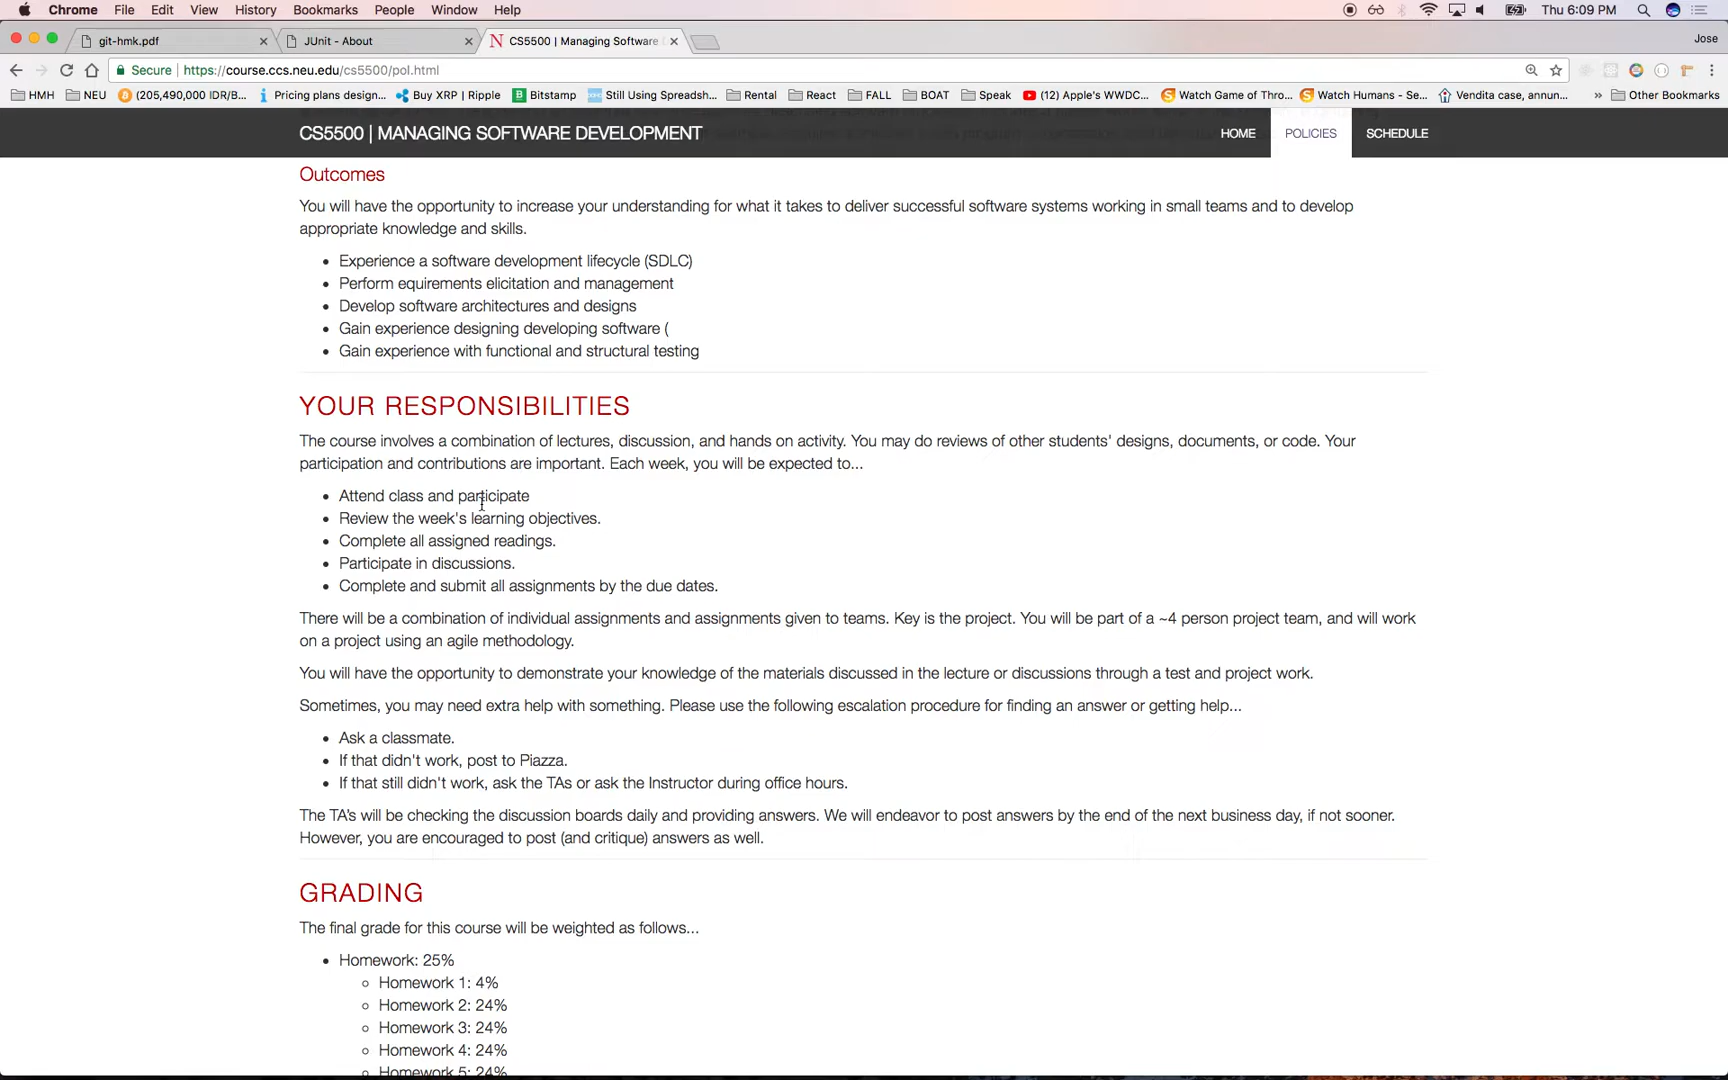 Chrome File Edit View History Bookmarks People Window Help Thu 6:09 PM
git-hmk.pdf JUnit - About CS5500 | Managing Software Jose
Secure https://course.ccs.neu.edu/cs5500/pol.html
HMH NEU (205,490,000 IDR/B... Pricing plans design... Buy XRP | Ripple Bitstamp Still Using Spreadsh... Rental React FALL BOAT Speak (12) Apple's WWDC... Watch Game of Thro... Watch Humans - Se... Vendita case, annun... » Other Bookmarks
CS5500 | MANAGING SOFTWARE DEVELOPMENT HOME POLICIES SCHEDULE
Outcomes
You will have the opportunity to increase your understanding for what it takes to deliver successful software systems working in small teams and to develop
appropriate knowledge and skills.
• Experience a software development lifecycle (SDLC)
• Perform equirements elicitation and management
• Develop software architectures and designs
• Gain experience designing developing software (
• Gain experience with functional and structural testing
YOUR RESPONSIBILITIES
The course involves a combination of lectures, discussion, and hands on activity. You may do reviews of other students' designs, documents, or code. Your
participation and contributions are important. Each week, you will be expected to...
• Attend class and participate
• Review the week's learning objectives.
• Complete all assigned readings.
• Participate in discussions.
• Complete and submit all assignments by the due dates.
There will be a combination of individual assignments and assignments given to teams. Key is the project. You will be part of a ~4 person project team, and will work
on a project using an agile methodology.
You will have the opportunity to demonstrate your knowledge of the materials discussed in the lecture or discussions through a test and project work.
Sometimes, you may need extra help with something. Please use the following escalation procedure for finding an answer or getting help...
• Ask a classmate.
• If that didn't work, post to Piazza.
• If that still didn't work, ask the TAs or ask the Instructor during office hours.
The TA's will be checking the discussion boards daily and providing answers. We will endeavor to post answers by the end of the next business day, if not sooner.
However, you are encouraged to post (and critique) answers as well.
GRADING
The final grade for this course will be weighted as follows...
• Homework: 25%
○ Homework 1: 4%
○ Homework 2: 24%
○ Homework 3: 24%
○ Homework 4: 24%
○ Homework 5: 24%